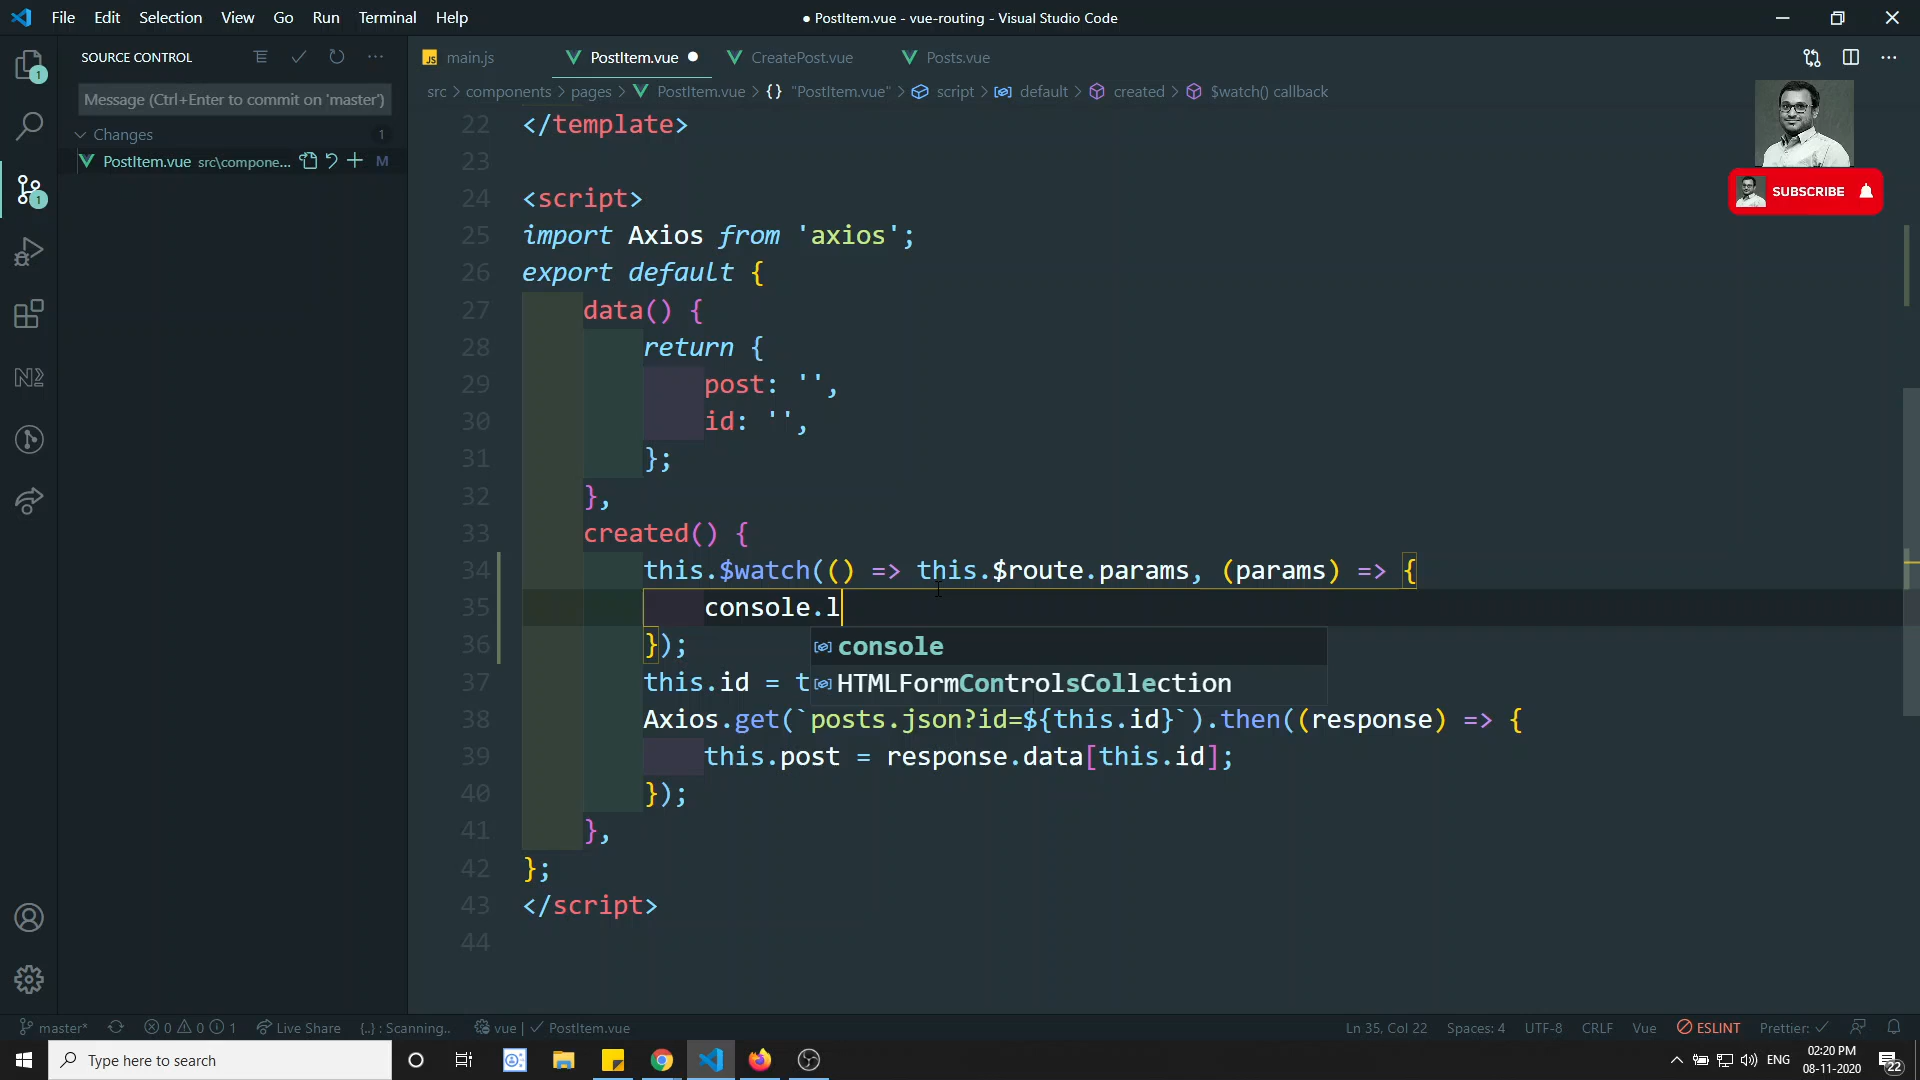 File Edit Selection View Go Run Terminal Help
● PostItem.vue - vue-routing - Visual Studio Code
SOURCE CONTROL
main.js PostItem.vue CreatePost.vue Posts.vue
1
Message (Ctrl+Enter to commit on 'master')
src > components > pages > PostItem.vue > {} "PostItem.vue" > script > default > created > $watch() callback
Changes 1
PostItem.vue src\compone... M
1
SUBSCRIBE
22 </template>
23
24 <script>
25 import Axios from 'axios';
26 export default {
27 data() {
28 return {
29 post: '',
30 id: '',
31 };
32 },
33 created() {
34 this.$watch(() => this.$route.params, (params) => {
35 console.l
36 });
console
37 this.id = t
HTMLFormControlsCollection
38 Axios.get(`posts.json?id=${this.id}`).then((response) => {
39 this.post = response.data[this.id];
40 });
41 },
42 };
43 </script>
44
master* 0 0 1 Live Share {..} : Scanning.. vue | PostItem.vue Ln 35, Col 22 Spaces: 4 UTF-8 CRLF Vue ESLINT Prettier:
Type here to search
ENG
02:20 PM
08-11-2020
22